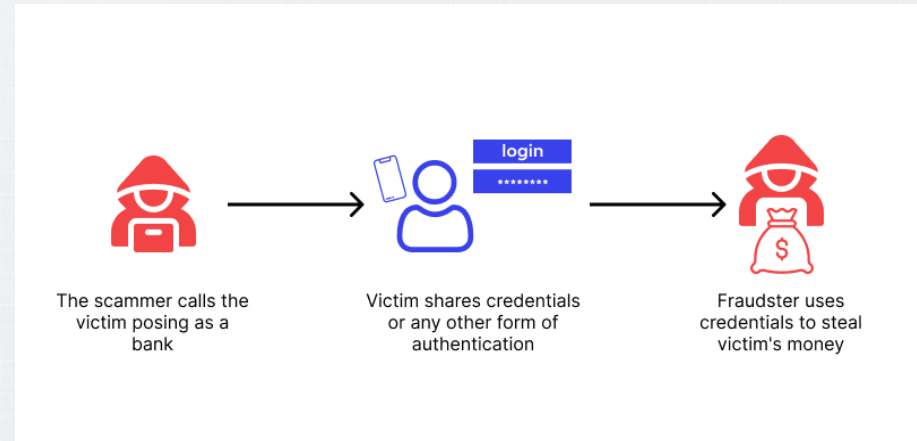 login
********
The scammer calls the
victim posing as a
bank
Victim shares credentials
or any other form of
authentication
$
Fraudster uses
credentials to steal
victim's money